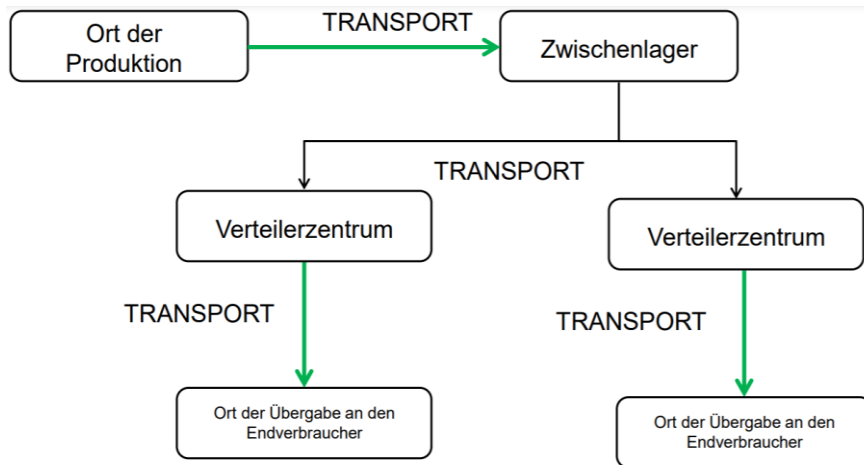 TRANSPORT
Ort der
Produktion
Zwischenlager
TRANSPORT
Verteilerzentrum
Verteilerzentrum
TRANSPORT
TRANSPORT
Ort der Übergabe an den
Endverbraucher
Ort der Übergabe an den
Endverbraucher